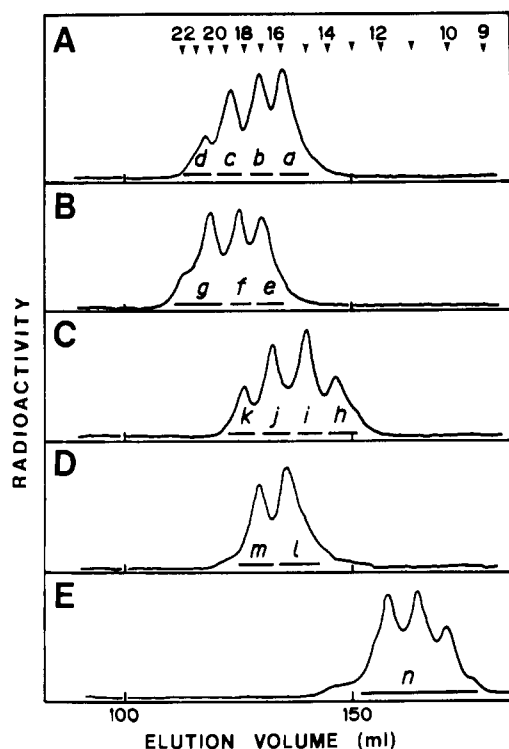 A
22 20 18 16 14 12 10 9
d c b a
B
g f e
C
k j i h
D
m l
E
n
RADIOACTIVITY
100 150
ELUTION VOLUME (ml)